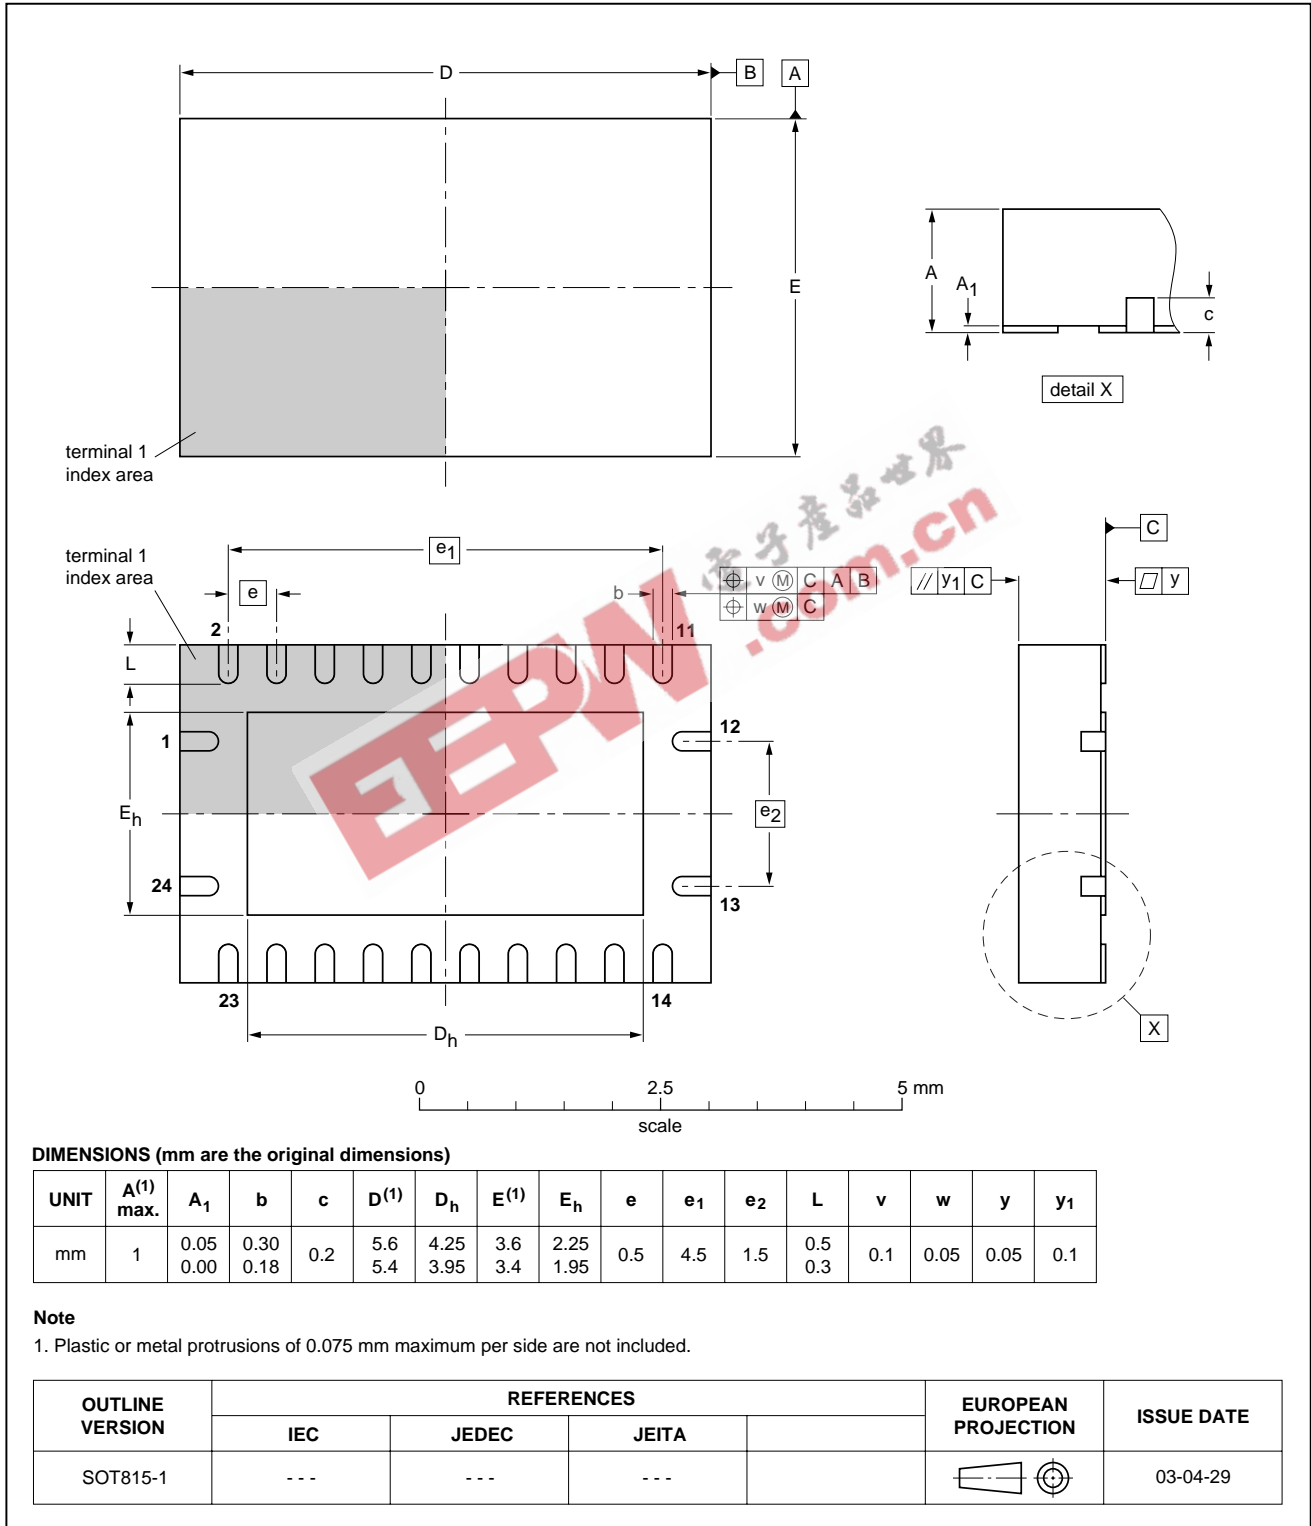 D
B
A
E
A
A1
c
detail X
terminal 1
index area
terminal 1
index area
e1
e
b
v M C A B
w M C
2
11
L
1
12
Eh
e2
24
13
23
14
Dh
C
// y1 C
y
X
電子產品世界
.com.cn
EEPW
0 2.5 5 mm
scale
DIMENSIONS (mm are the original dimensions)
UNIT A(1) max. A1 b c D(1) Dh E(1) Eh e e1 e2 L v w y y1
mm 1 0.05 0.00 0.30 0.18 0.2 5.6 5.4 4.25 3.95 3.6 3.4 2.25 1.95 0.5 4.5 1.5 0.5 0.3 0.1 0.05 0.05 0.1
Note
1. Plastic or metal protrusions of 0.075 mm maximum per side are not included.
OUTLINE VERSION REFERENCES EUROPEAN PROJECTION ISSUE DATE
IEC JEDEC JEITA
SOT815-1 - - - - - - - - - 03-04-29